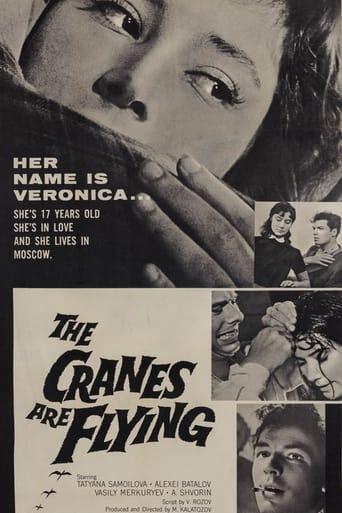 HER
NAME IS
VERONICA...
SHE'S 17 YEARS OLD
SHE'S IN LOVE
AND SHE LIVES IN
MOSCOW.
THE
CRANES
ARE FLYING
Starring
TATYANA SAMOILOVA • ALEXEI BATALOV
VASILY MERKURYEV • A. SHVORIN
Script by V. ROZOV
Produced and Directed by M. KALATOZOV